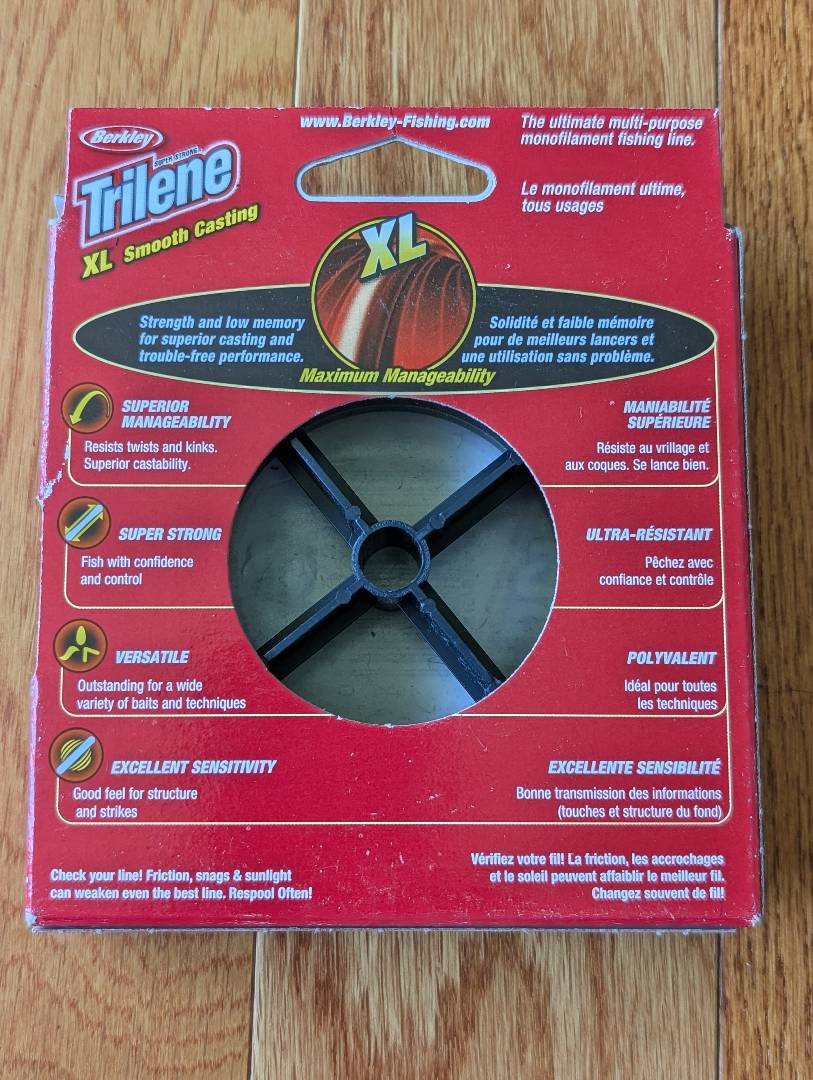 Berkley
www.Berkley-Fishing.com
The ultimate multi-purpose
monofilament fishing line.
SUPER STRONG
Trilene
XL Smooth Casting
Le monofilament ultime,
tous usages
XL
Strength and low memory
for superior casting and
trouble-free performance.
Solidité et faible mémoire
pour de meilleurs lancers et
une utilisation sans problème.
Maximum Manageability
SUPERIOR
MANAGEABILITY
Resists twists and kinks.
Superior castability.
MANIABILITÉ
SUPÉRIEURE
Résiste au vrillage et
aux coques. Se lance bien.
SUPER STRONG
Fish with confidence
and control
ULTRA-RÉSISTANT
Pêchez avec
confiance et contrôle
VERSATILE
Outstanding for a wide
variety of baits and techniques
POLYVALENT
Idéal pour toutes
les techniques
EXCELLENT SENSITIVITY
Good feel for structure
and strikes
EXCELLENTE SENSIBILITÉ
Bonne transmission des informations
(touches et structure du fond)
Check your line! Friction, snags & sunlight
can weaken even the best line. Respool Often!
Vérifiez votre fil! La friction, les accrochages
et le soleil peuvent affaiblir le meilleur fil.
Changez souvent de fil!